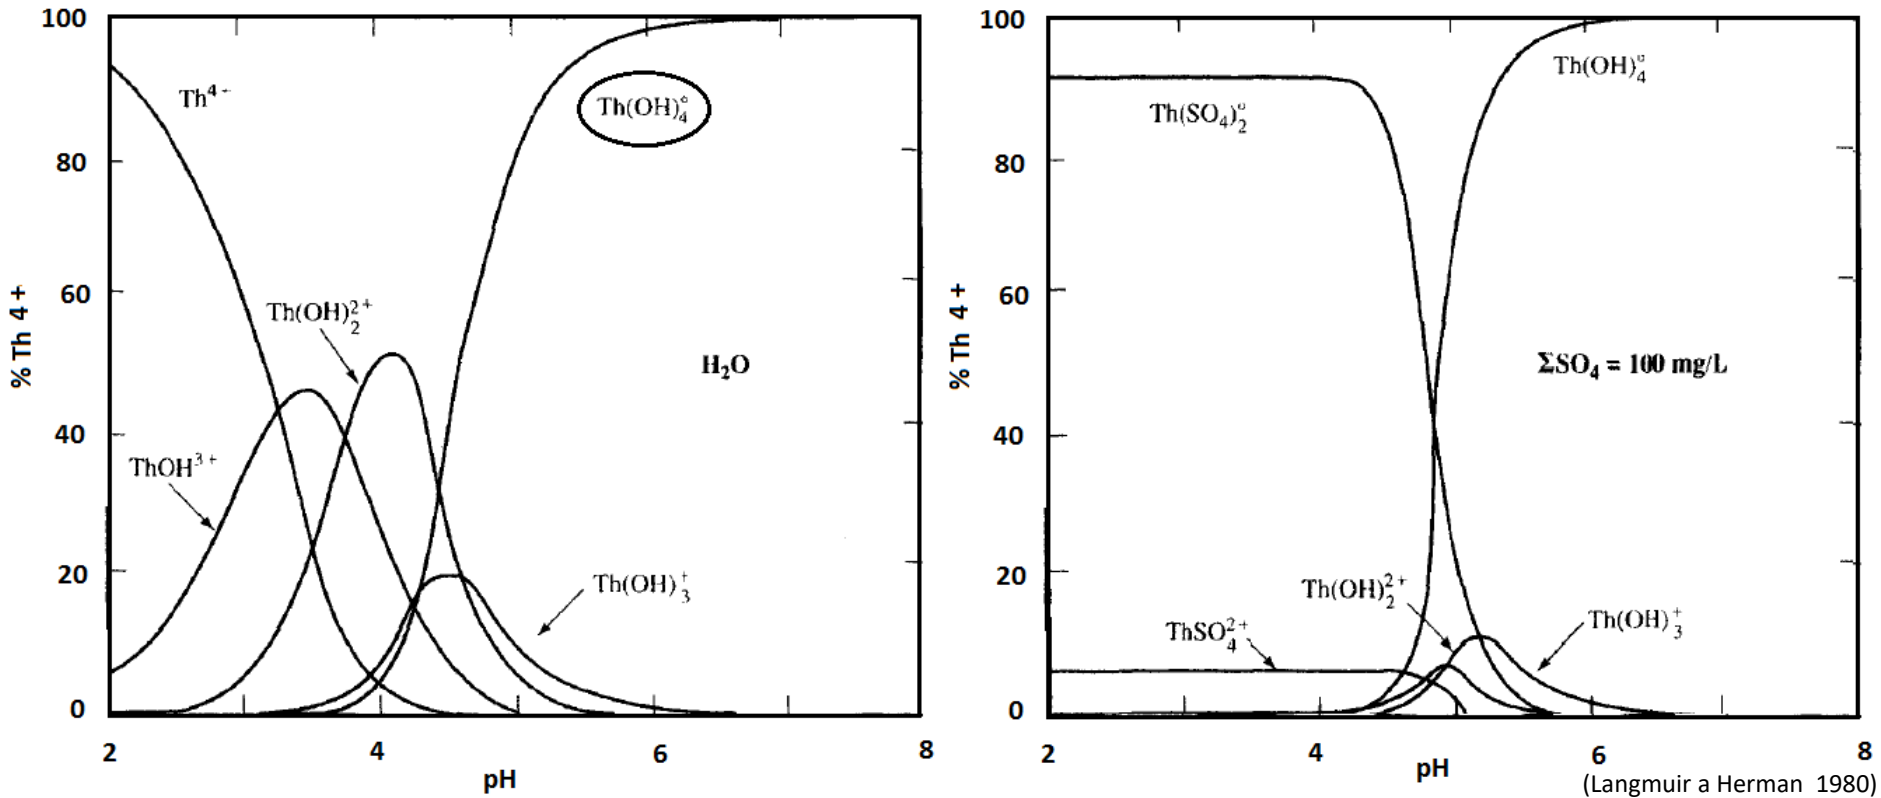 100
80
60
40
20
0
% Th 4 +
Th⁴⁻
Th(OH)₄°
Th(OH)₂²⁺
ThOH³⁺
Th(OH)₃⁺
H₂O
2
4
6
8
pH
100
80
60
40
20
0
% Th 4 +
Th(OH)₄°
Th(SO₄)₂°
ΣSO₄ = 100 mg/L
Th(OH)₂²⁺
ThSO₄²⁺
Th(OH)₃⁺
2
4
6
8
pH
(Langmuir a Herman 1980)